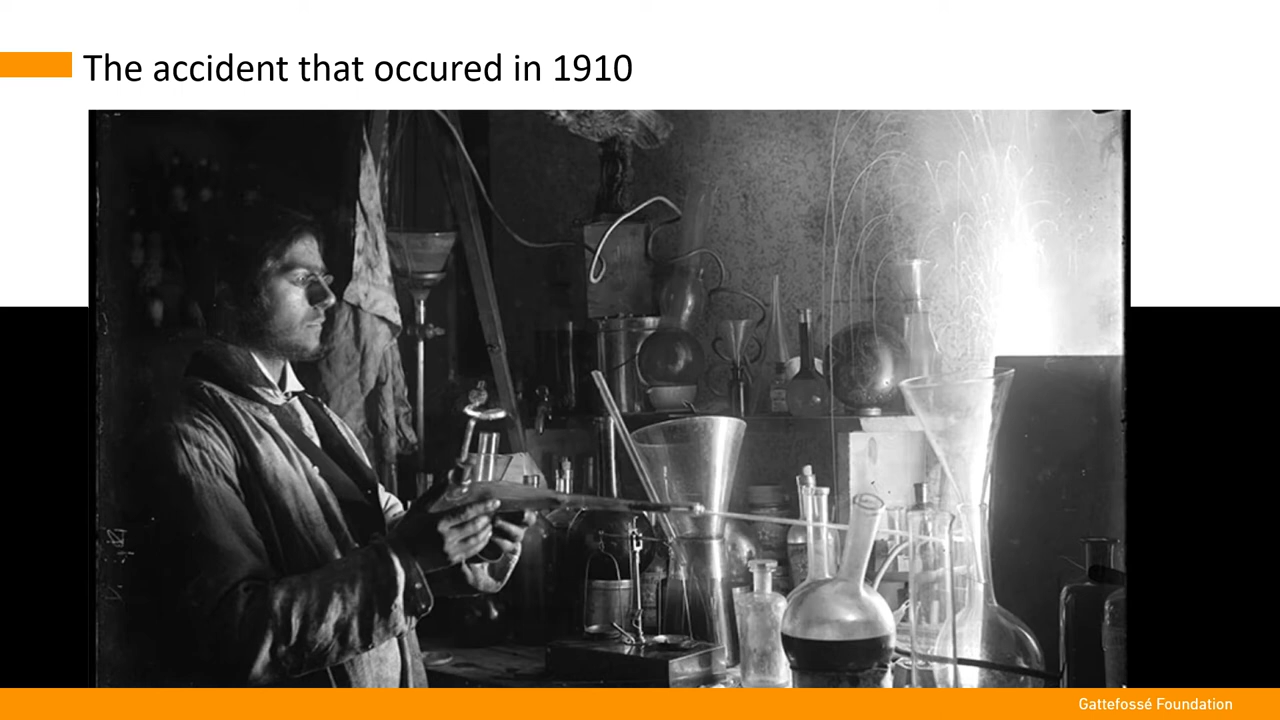 The accident that occured in 1910
Gattefossé Foundation